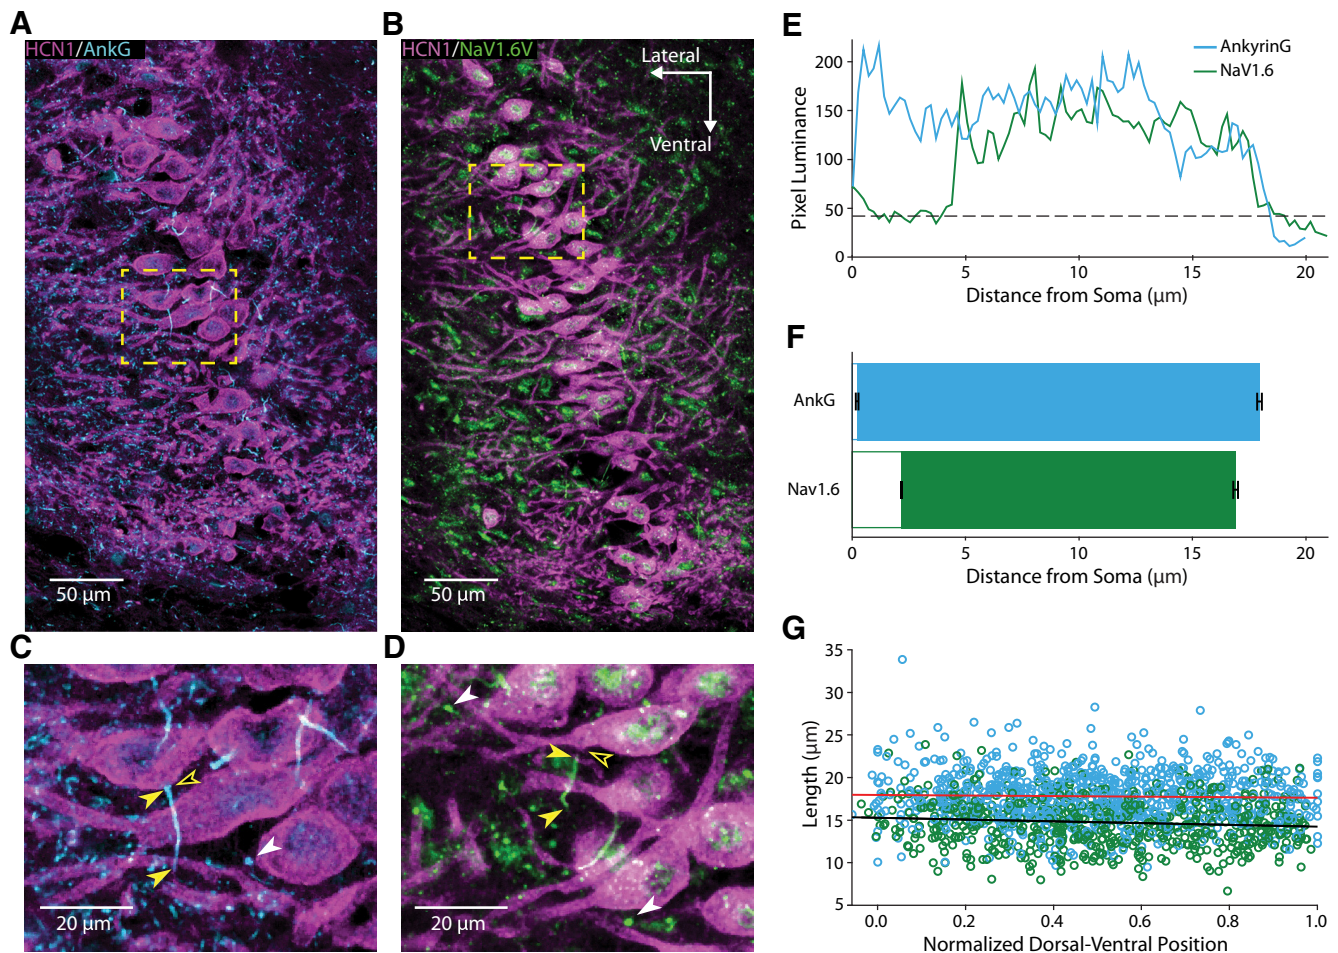 A
HCN1/AnkG
50 µm
B
HCN1/NaV1.6V
Lateral
Ventral
50 µm
C
20 µm
D
20 µm
E
AnkyrinG
NaV1.6
Pixel Luminance
200
150
100
50
0
0 5 10 15 20
Distance from Soma (µm)
F
AnkG
Nav1.6
0 5 10 15 20
Distance from Soma (µm)
G
Length (µm)
35
30
25
20
15
10
5
0.0 0.2 0.4 0.6 0.8 1.0
Normalized Dorsal-Ventral Position